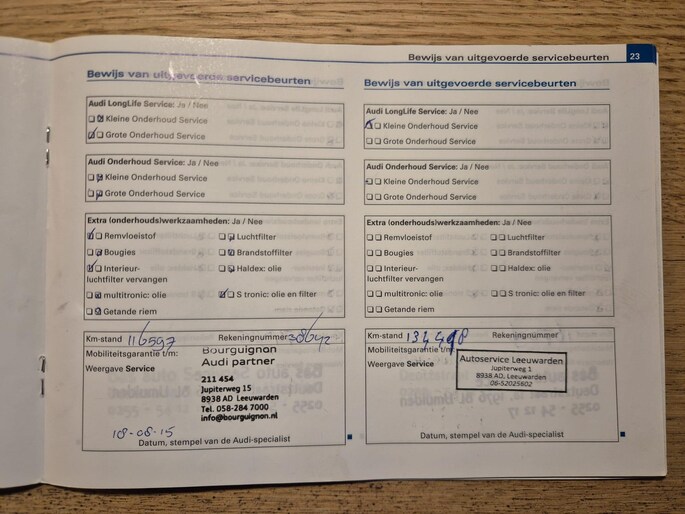 Bewijs van uitgevoerde servicebeurten 23
Bewijs van uitgevoerde servicebeurten
Audi LongLife Service: Ja / Nee
Kleine Onderhoud Service
Grote Onderhoud Service
Audi Onderhoud Service: Ja / Nee
Kleine Onderhoud Service
Grote Onderhoud Service
Extra (onderhouds)werkzaamheden: Ja / Nee
Remvloeistof Luchtfilter
Bougies Brandstoffilter
Interieur- Haldex: olie
luchtfilter vervangen
multitronic: olie S tronic: olie en filter
Getande riem
Km-stand 116597 Rekeningnummer 38642
Mobiliteitsgarantie t/m:
Weergave Service
Bourguignon
Audi partner
211 454
Jupiterweg 15
8938 AD Leeuwarden
Tel. 058-284 7000
info@bourguignon.nl
18-08-15
Datum, stempel van de Audi-specialist
Bewijs van uitgevoerde servicebeurten
Audi LongLife Service: Ja / Nee
Kleine Onderhoud Service
Grote Onderhoud Service
Audi Onderhoud Service: Ja / Nee
Kleine Onderhoud Service
Grote Onderhoud Service
Extra (onderhouds)werkzaamheden: Ja / Nee
Remvloeistof Luchtfilter
Bougies Brandstoffilter
Interieur- Haldex: olie
luchtfilter vervangen
multitronic: olie S tronic: olie en filter
Getande riem
Km-stand Rekeningnummer
Mobiliteitsgarantie t/m:
Weergave Service
Autoservice Leeuwarden
Jupiterweg 1
8938 AD, Leeuwarden
06-52025602
Datum, stempel van de Audi-specialist